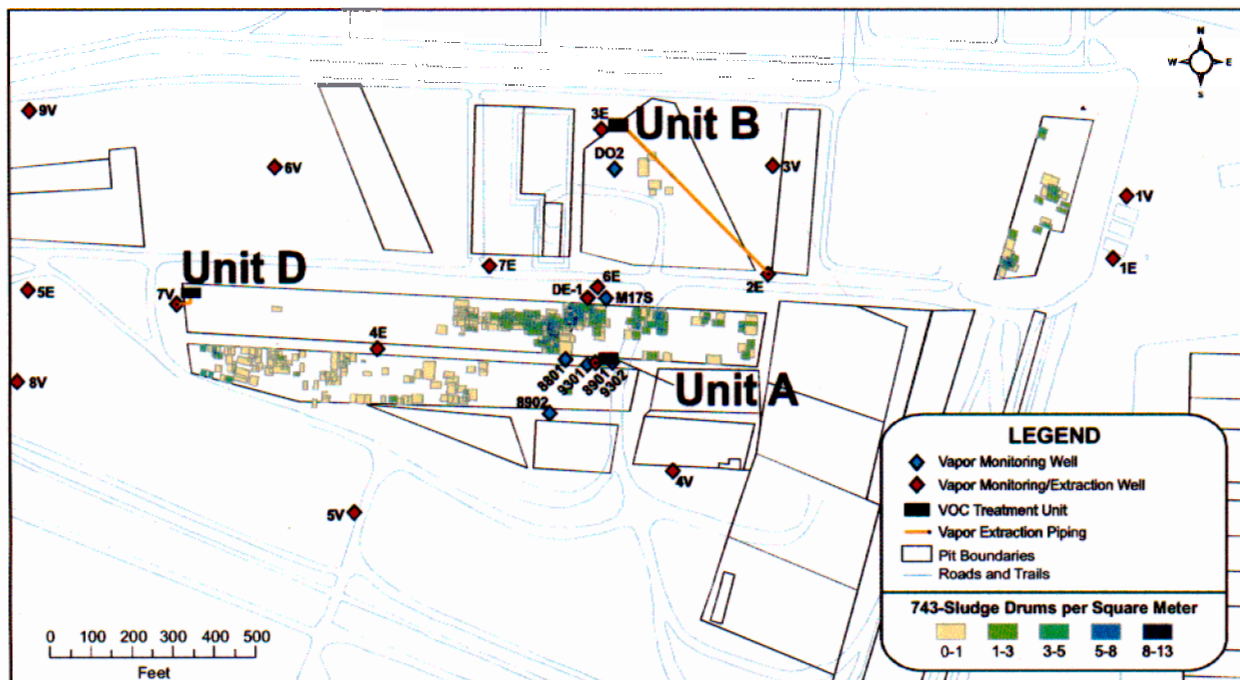 N
W E
S
9V
3E
Unit B
DO2
6V
3V
1V
Unit D
7E
1E
6E
2E
5E
7V
DE-1
M17S
4E
8801
9301
8901
9302
Unit A
8V
8902
4V
5V
LEGEND
Vapor Monitoring Well
Vapor Monitoring/Extraction Well
VOC Treatment Unit
Vapor Extraction Piping
Pit Boundaries
Roads and Trails
743-Sludge Drums per Square Meter
0-1 1-3 3-5 5-8 8-13
0 100 200 300 400 500
Feet